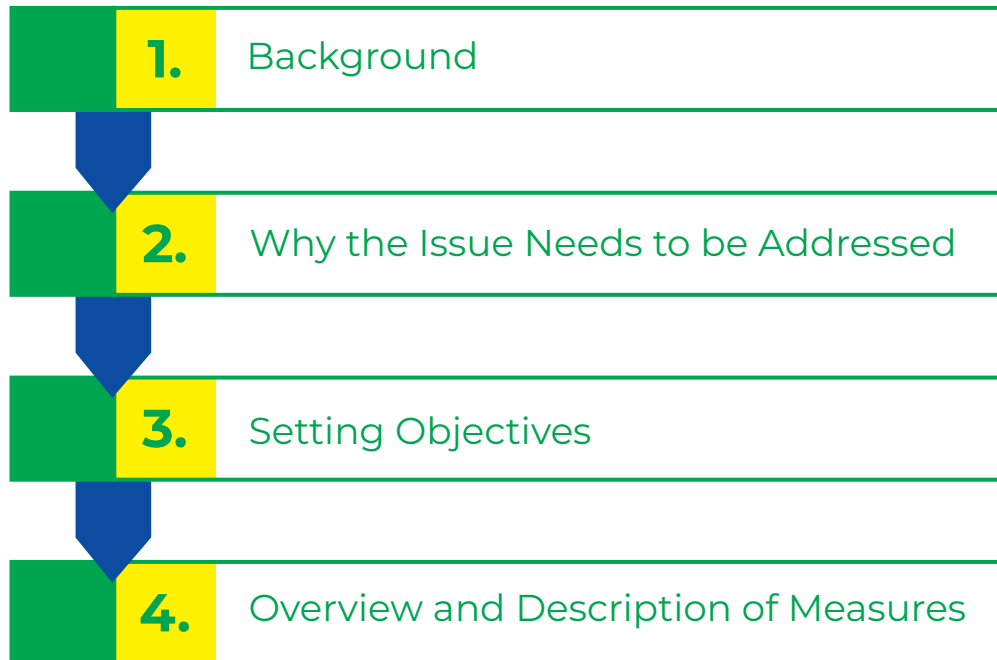 1. Background
2. Why the Issue Needs to be Addressed
3. Setting Objectives
4. Overview and Description of Measures